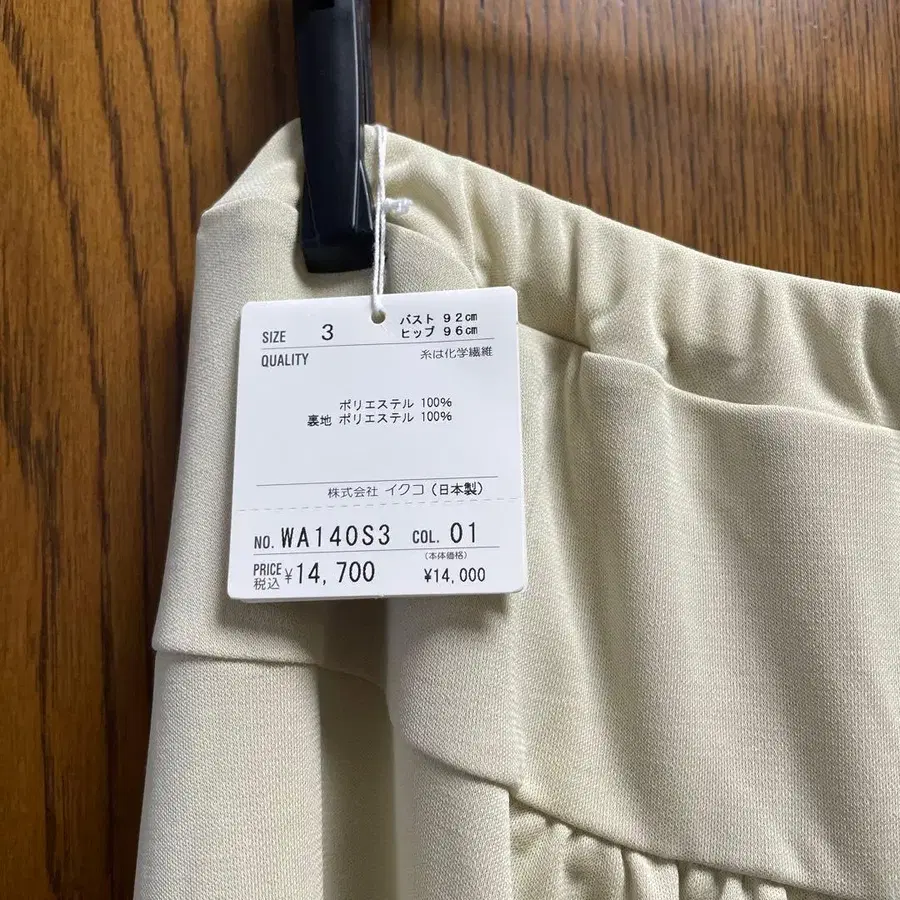 SIZE 3 バスト 92cm
ヒップ 96cm
QUALITY 糸は化学繊維
ポリエステル 100%
裏地 ポリエステル 100%
株式会社 イクコ (日本製)
NO. WA140S3 COL. 01
(本体価格)
PRICE
税込 ¥14,700 ¥14,000